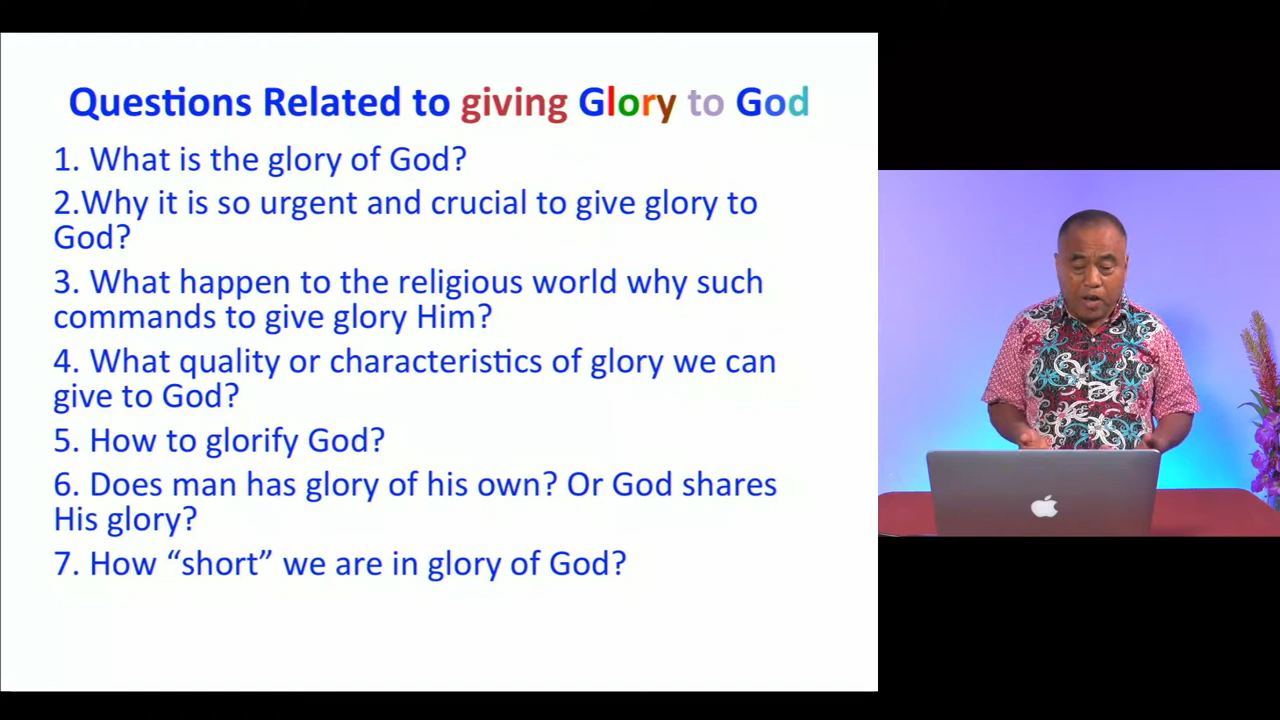 Questions Related to giving Glory to God
1. What is the glory of God?
2.Why it is so urgent and crucial to give glory to
God?
3. What happen to the religious world why such
commands to give glory Him?
4. What quality or characteristics of glory we can
give to God?
5. How to glorify God?
6. Does man has glory of his own? Or God shares
His glory?
7. How “short” we are in glory of God?